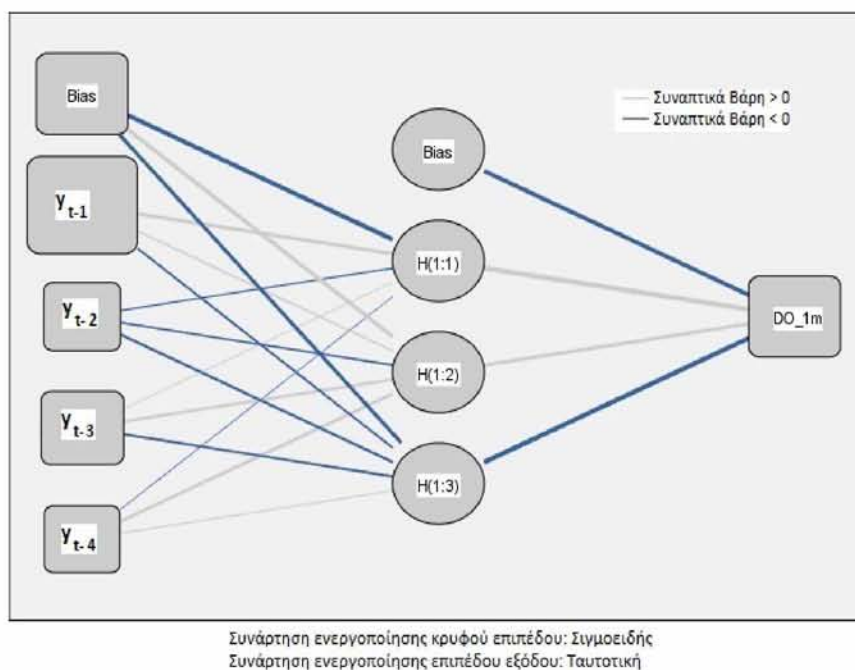 Bias
y t-1
y t-2
y t-3
y t-4
Bias
H(1:1)
H(1:2)
H(1:3)
DO_1m
Συναπτικά Βάρη > 0
Συναπτικά Βάρη < 0
Συνάρτηση ενεργοποίησης κρυφού επιπέδου: Σιγμοειδής
Συνάρτηση ενεργοποίησης επιπέδου εξόδου: Ταυτοτική